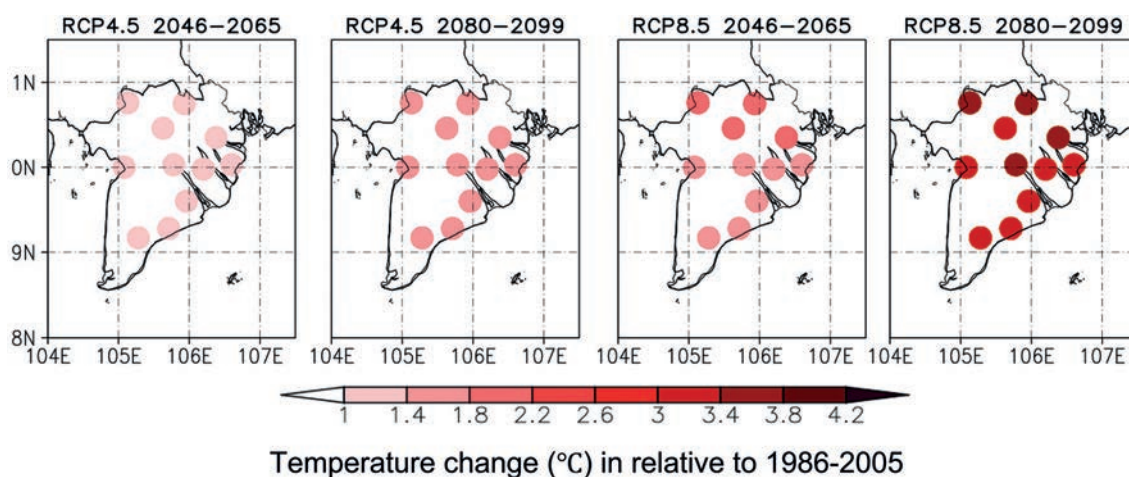 RCP4.5 2046-2065 RCP4.5 2080-2099 RCP8.5 2046-2065 RCP8.5 2080-2099
1N
0N
9N
8N
104E 105E 106E 107E 104E 105E 106E 107E 104E 105E 106E 107E 104E 105E 106E 107E
1 1.4 1.8 2.2 2.6 3 3.4 3.8 4.2
Temperature change (℃) in relative to 1986-2005